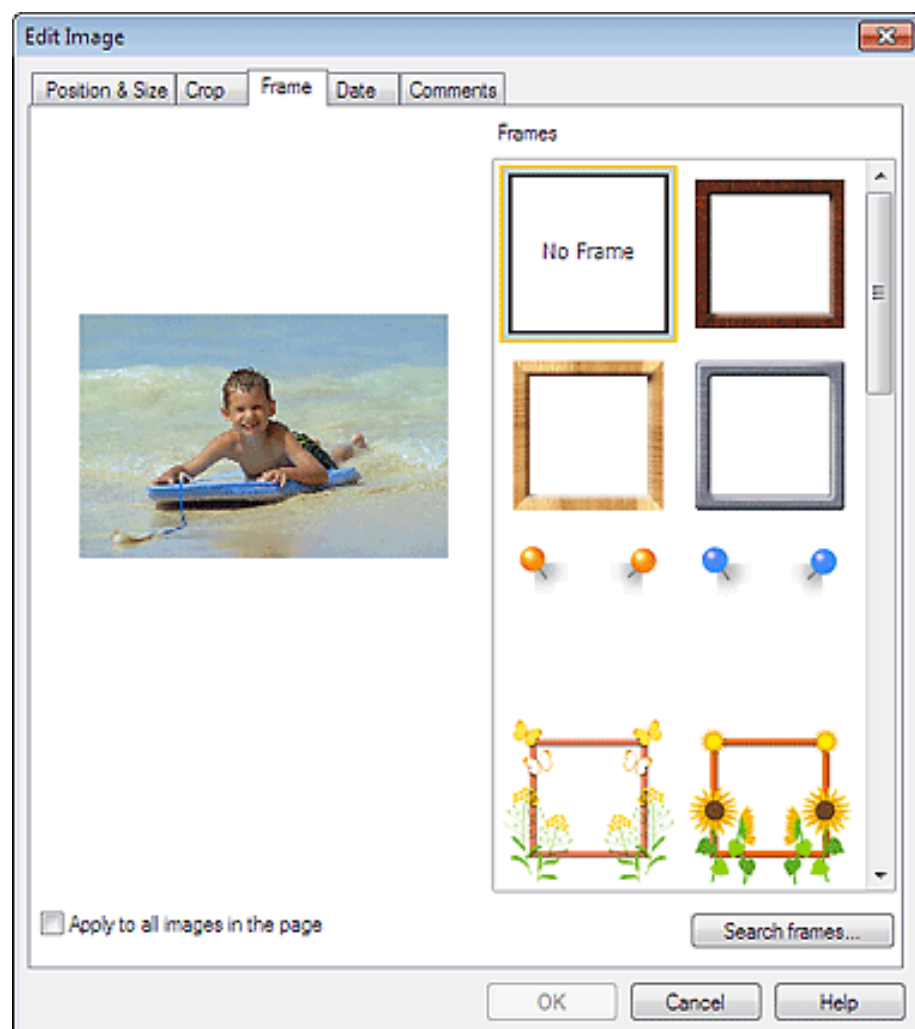 Edit Image
Position & Size Crop Frame Date Comments
Frames
No Frame
Apply to all images in the page
Search frames...
OK Cancel Help